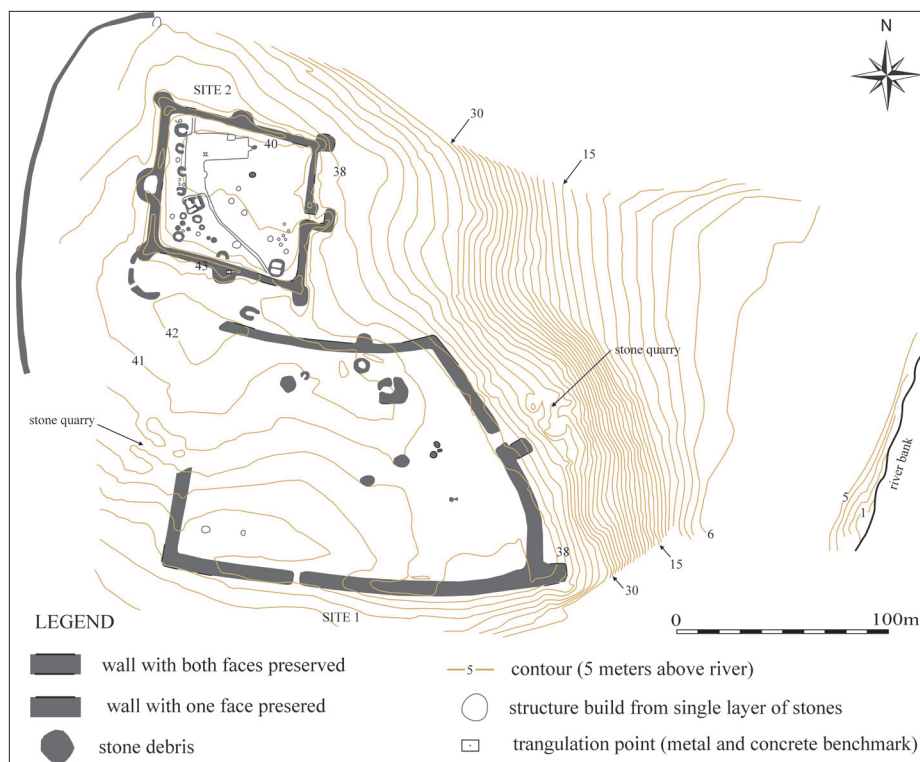 N
SITE 2
30
40
15
38
43
42
41
stone quarry
stone quarry
river bank
5
1
6
38
15
30
SITE 1
0 100m
LEGEND
wall with both faces preserved
wall with one face presered
stone debris
5 contour (5 meters above river)
structure build from single layer of stones
trangulation point (metal and concrete benchmark)